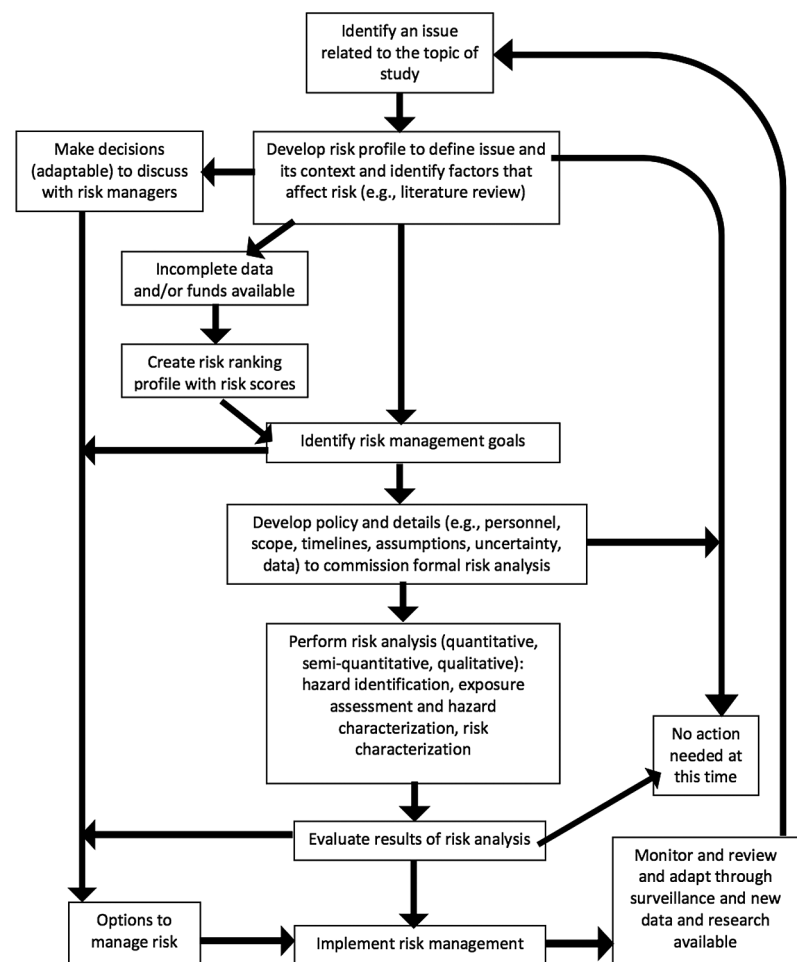 Identify an issue
related to the topic of
study
Make decisions
(adaptable) to discuss
with risk managers
Develop risk profile to define issue and
its context and identify factors that
affect risk (e.g., literature review)
Incomplete data
and/or funds available
Create risk ranking
profile with risk scores
Identify risk management goals
Develop policy and details (e.g., personnel,
scope, timelines, assumptions, uncertainty,
data) to commission formal risk analysis
Perform risk analysis (quantitative,
semi-quantitative, qualitative):
hazard identification, exposure
assessment and hazard
characterization, risk
characterization
No action
needed at
this time
Evaluate results of risk analysis
Monitor and review
and adapt through
surveillance and new
data and research
available
Options to
manage risk
Implement risk management